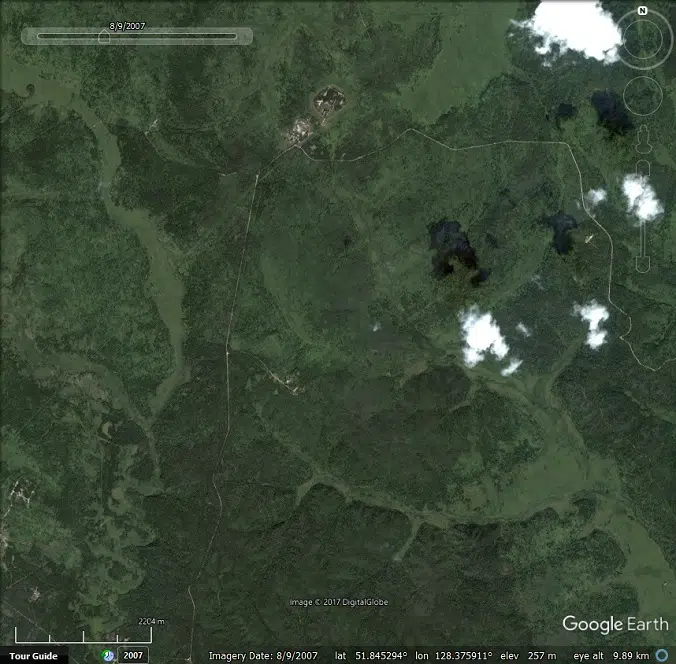 8/9/2007
N
Image © 2017 DigitalGlobe
Google Earth
2204 m
Tour Guide 2007 Imagery Date: 8/9/2007 lat 51.845294° lon 128.375911° elev 257 m eye alt 9.89 km